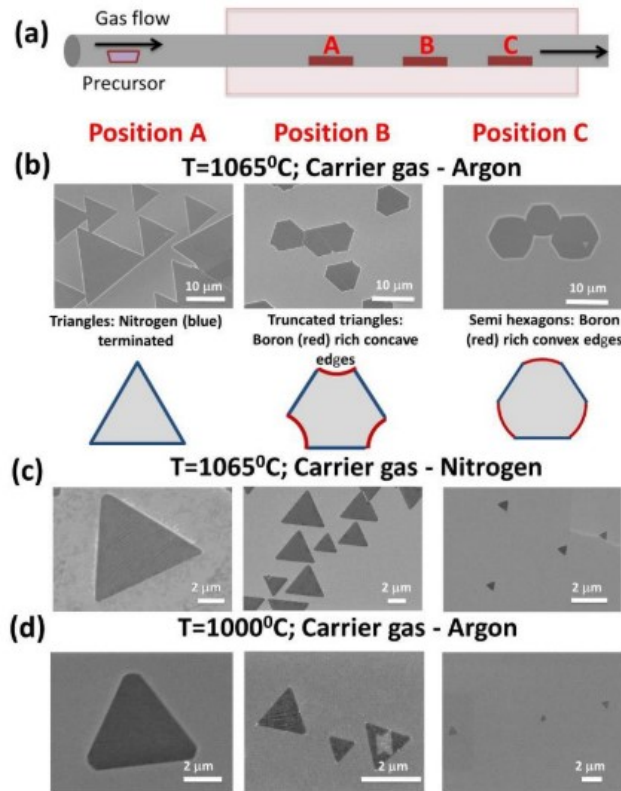 (a)
Gas flow
Precursor
A
B
C
Position A
Position B
Position C
(b)
T=1065⁰C; Carrier gas - Argon
10 μm
10 μm
10 μm
Triangles: Nitrogen (blue)
terminated
Truncated triangles:
Boron (red) rich concave
edges
Semi hexagons: Boron
(red) rich convex edges
(c)
T=1065⁰C; Carrier gas - Nitrogen
2 μm
2 μm
2 μm
(d)
T=1000⁰C; Carrier gas - Argon
2 μm
2 μm
2 μm